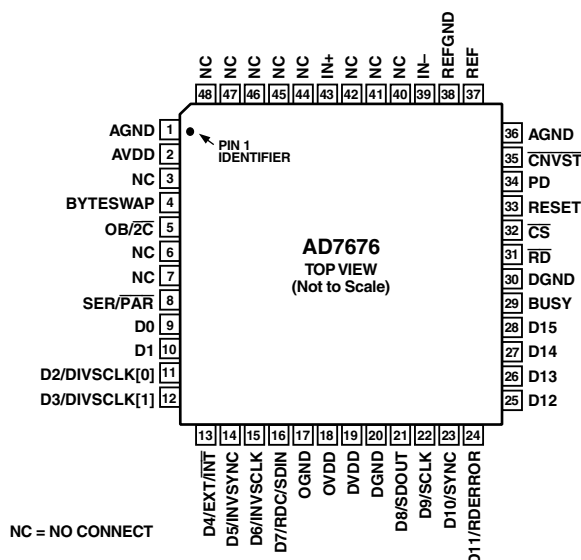 NC
NC
NC
NC
NC
IN+
NC
NC
NC
IN–
REFGND
REF
48 47 46 45 44 43 42 41 40 39 38 37
AGND 1
AVDD 2
NC 3
BYTESWAP 4
OB/2C 5
NC 6
NC 7
SER/PAR 8
D0 9
D1 10
D2/DIVSCLK[0] 11
D3/DIVSCLK[1] 12
PIN 1
IDENTIFIER
AD7676
TOP VIEW
(Not to Scale)
36 AGND
35 CNVST
34 PD
33 RESET
32 CS
31 RD
30 DGND
29 BUSY
28 D15
27 D14
26 D13
25 D12
13 14 15 16 17 18 19 20 21 22 23 24
D4/EXT/INT
D5/INVSYNC
D6/INVSCLK
D7/RDC/SDIN
OGND
OVDD
DVDD
DGND
D8/SDOUT
D9/SCLK
D10/SYNC
D11/RDERROR
NC = NO CONNECT